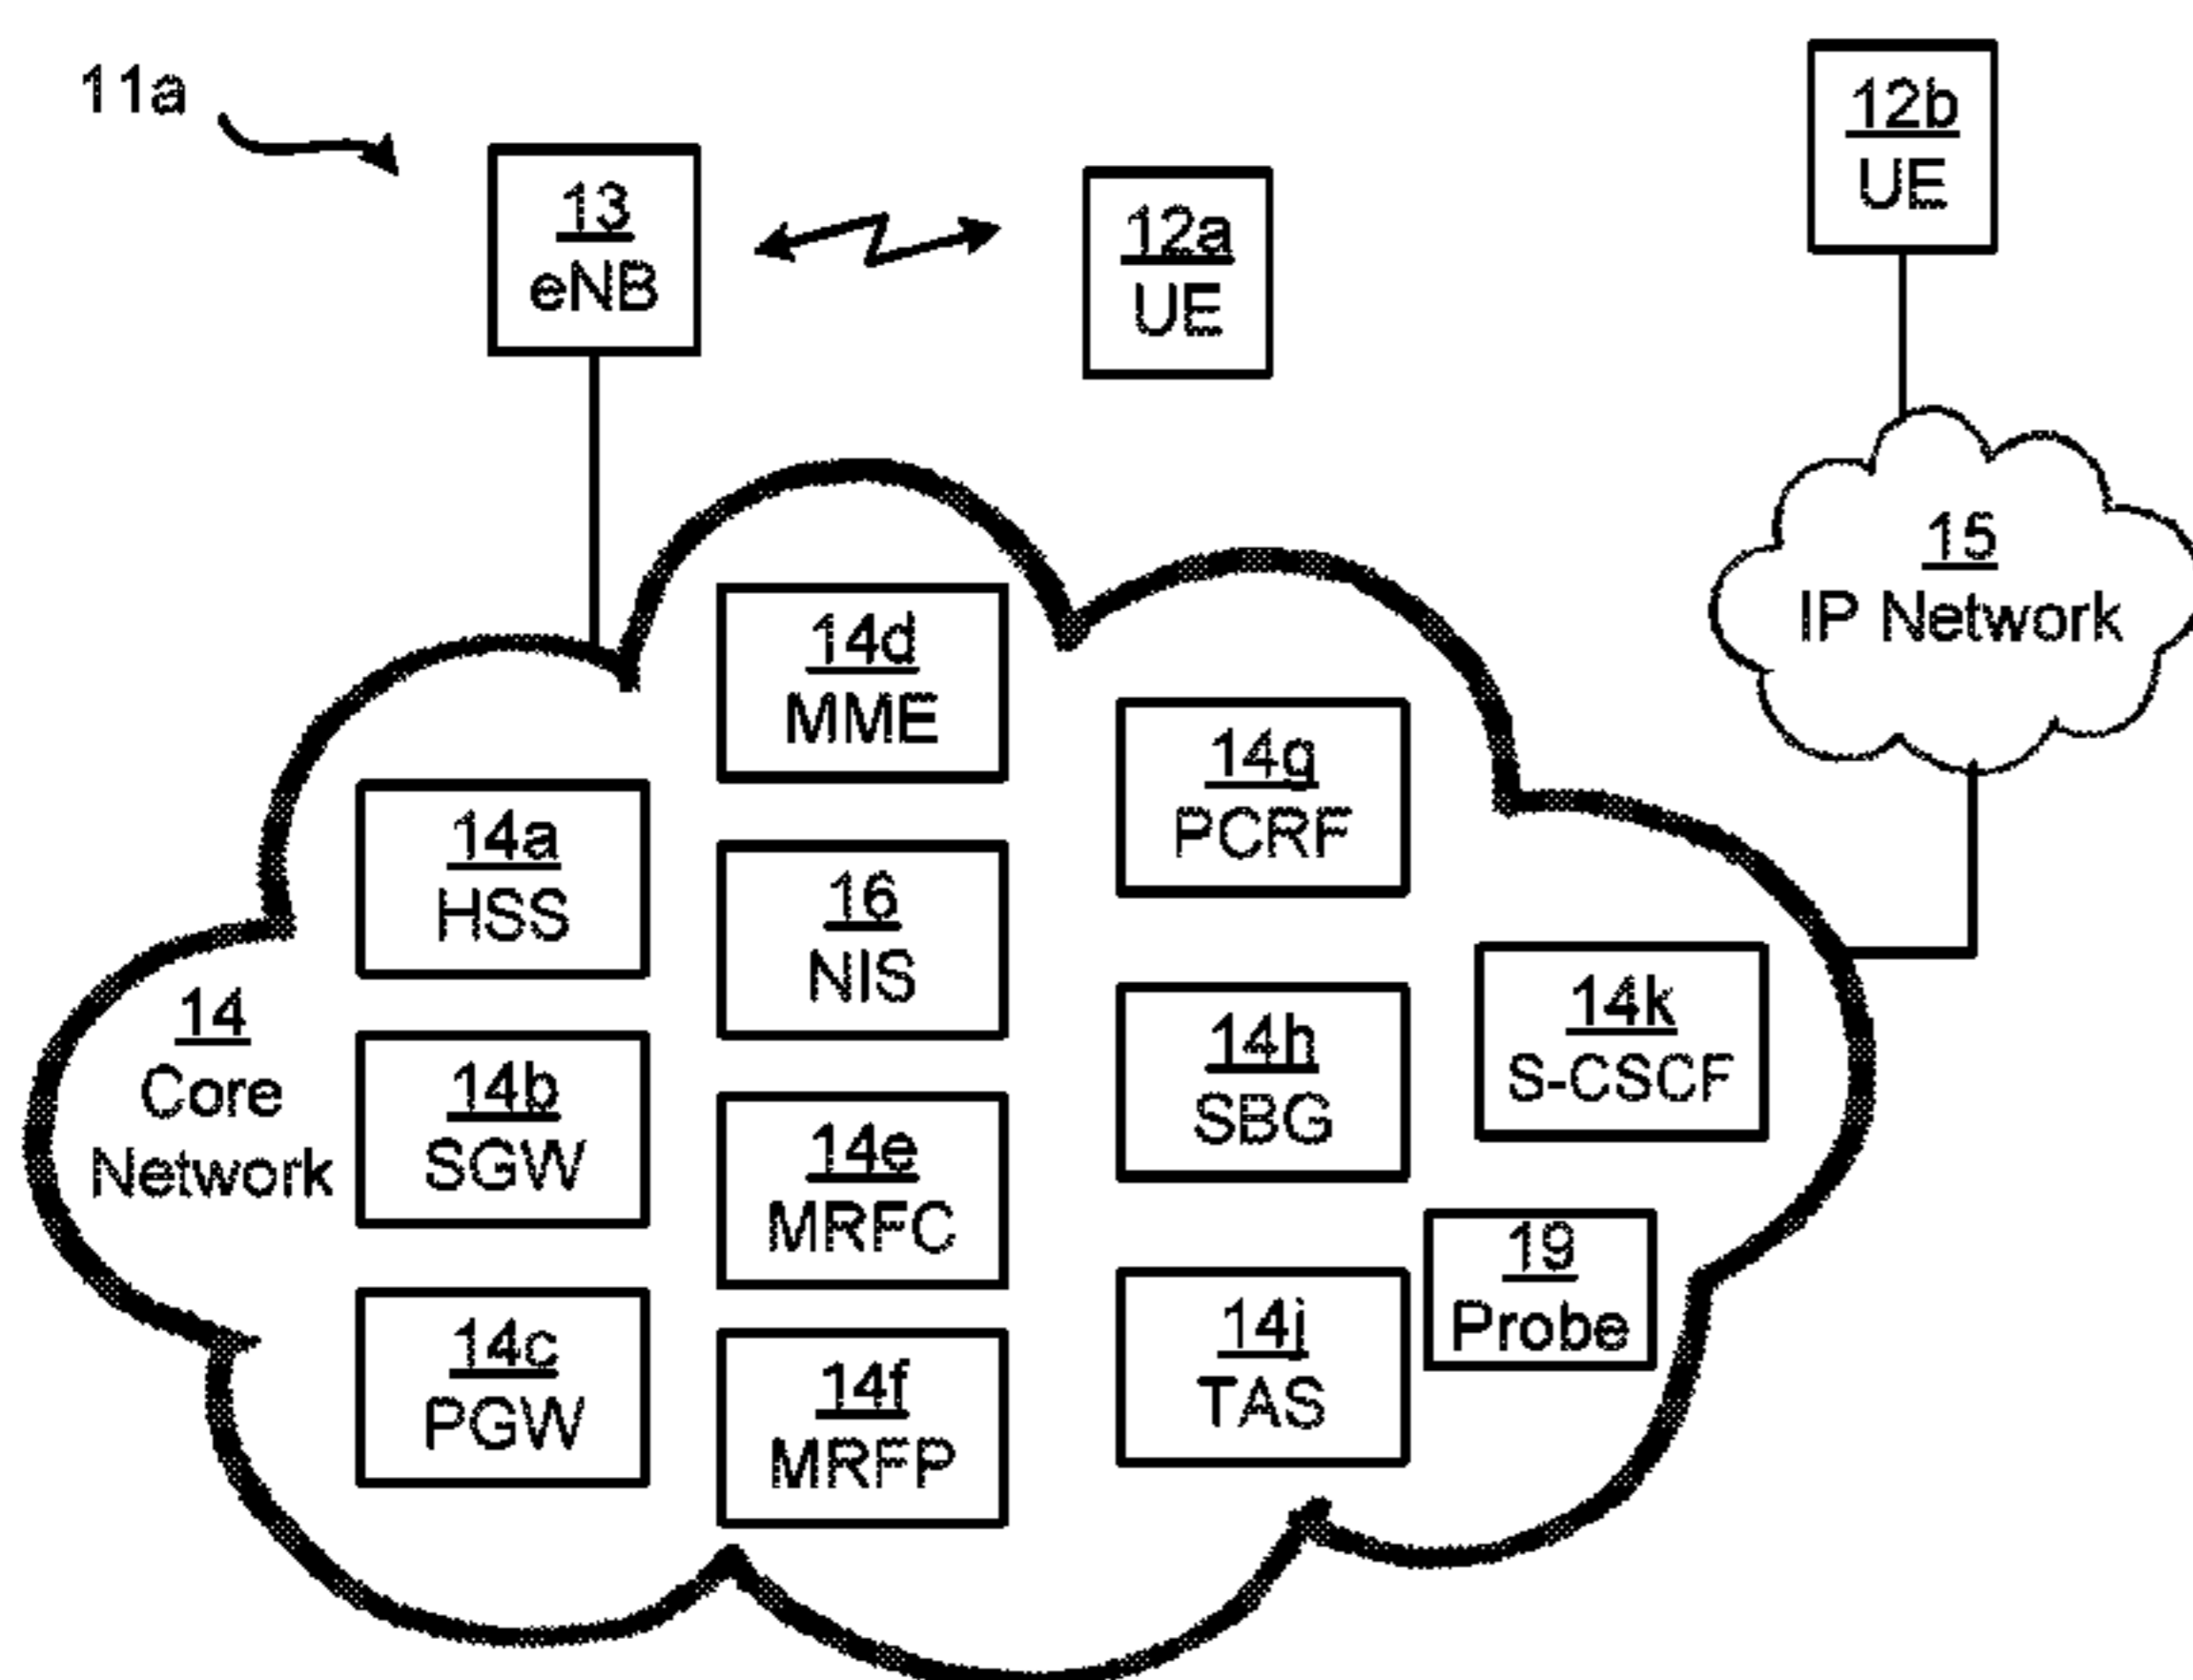 11a
13
eNB
12a
UE
12b
UE
15
IP Network
14
Core
Network
14a
HSS
14b
SGW
14c
PGW
14d
MME
16
NIS
14e
MRFC
14f
MRFP
14g
PCRF
14h
SBG
14j
TAS
14k
S-CSCF
19
Probe